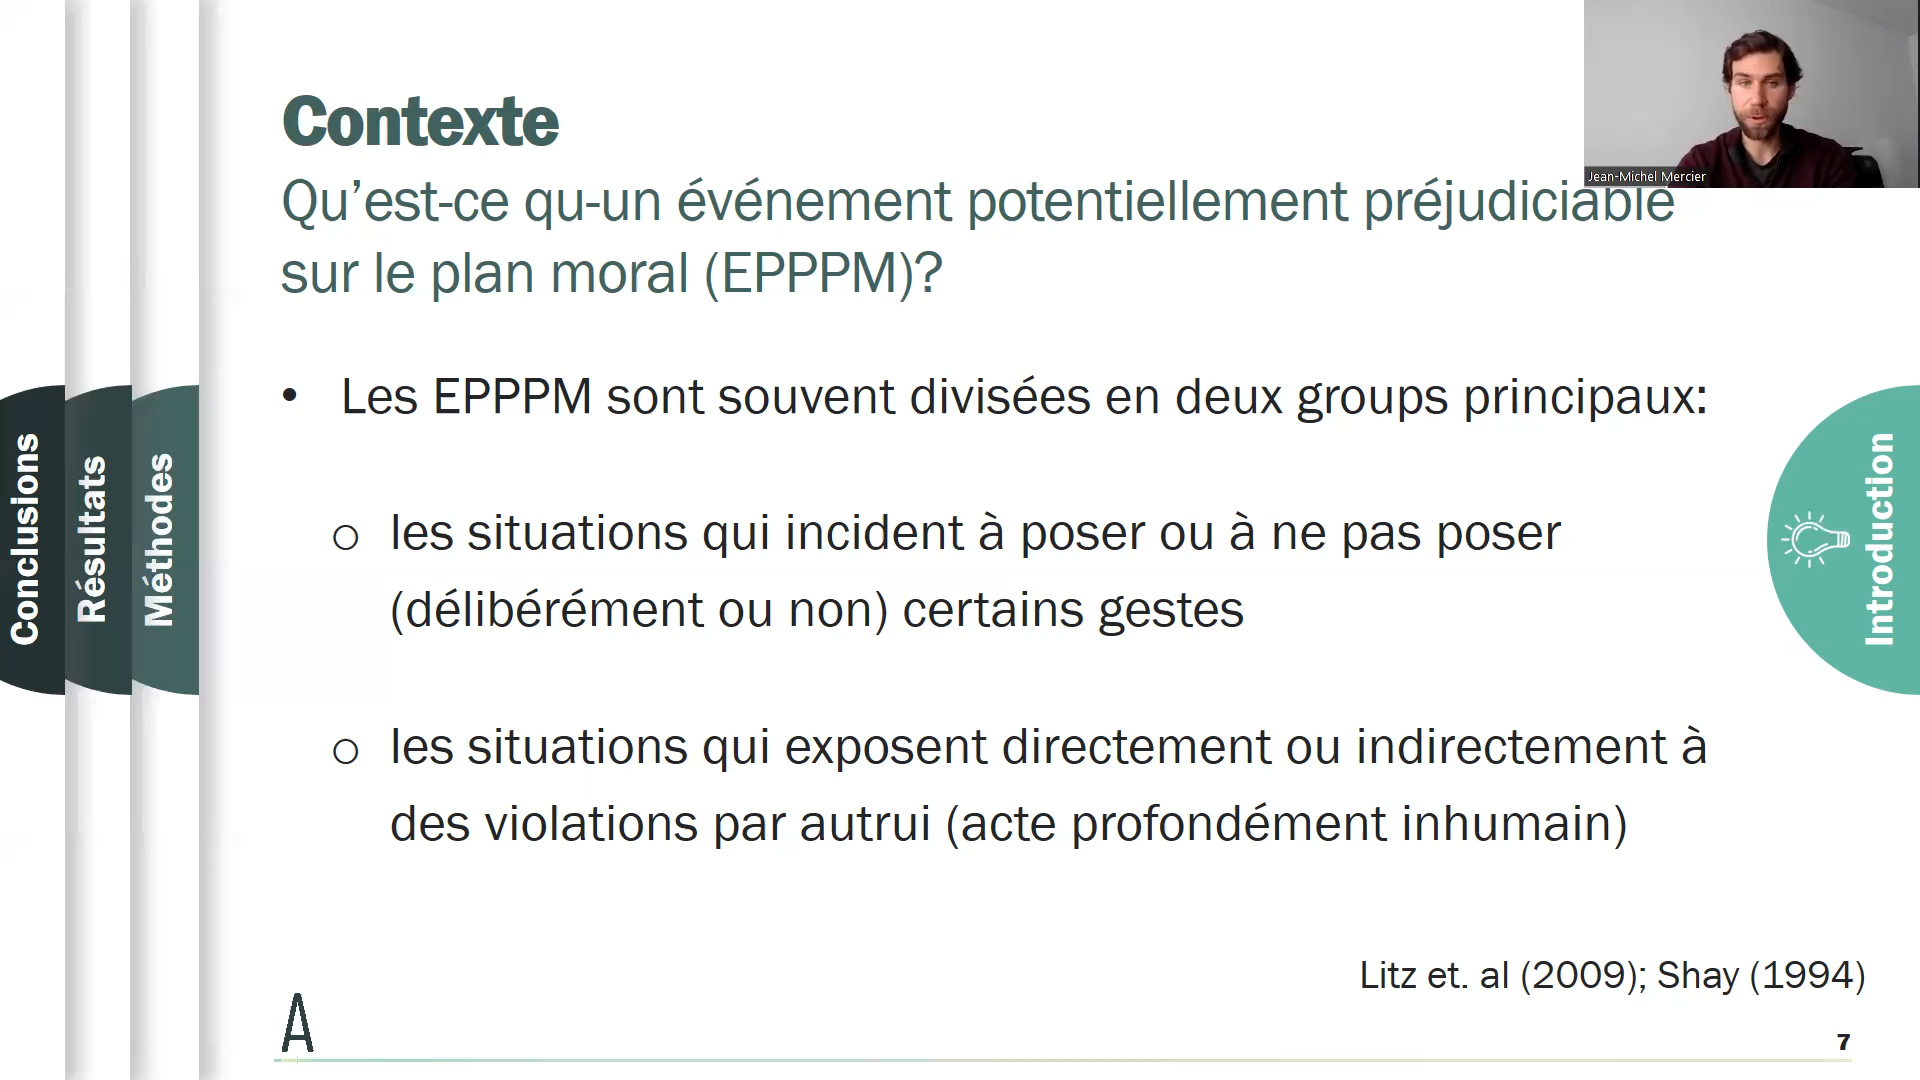 Contexte
Jean-Michel Mercier
Qu’est-ce qu-un événement potentiellement préjudiciable
sur le plan moral (EPPPM)?
• Les EPPPM sont souvent divisées en deux groups principaux:
o les situations qui incident à poser ou à ne pas poser
(délibérément ou non) certains gestes
o les situations qui exposent directement ou indirectement à
des violations par autrui (acte profondément inhumain)
Conclusions
Résultats
Méthodes
Introduction
Litz et. al (2009); Shay (1994)
A
7